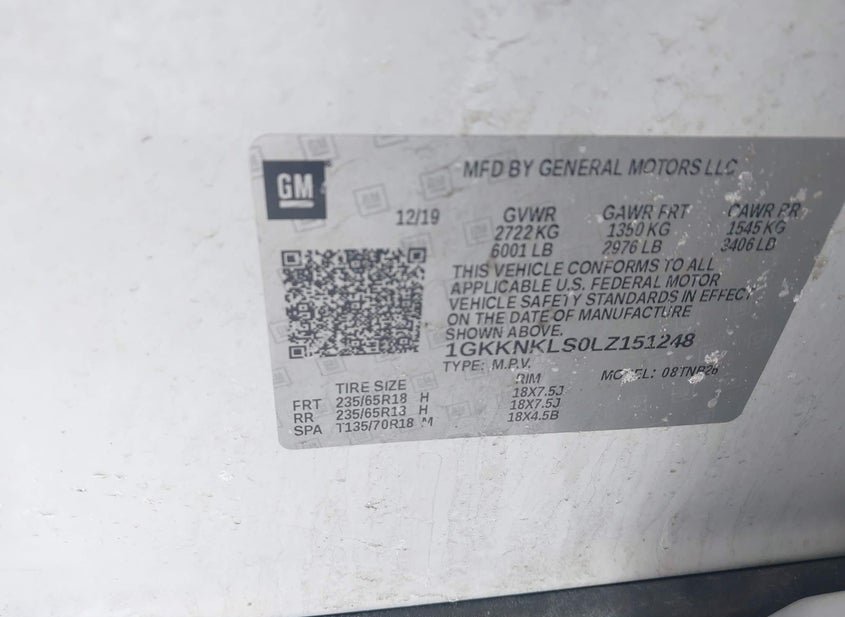 GM
MFD BY GENERAL MOTORS LLC
12/19 GVWR GAWR FRT GAWR RR
2722 KG 1350 KG 1545 KG
6001 LB 2976 LB 3406 LB
THIS VEHICLE CONFORMS TO ALL
APPLICABLE U.S. FEDERAL MOTOR
VEHICLE SAFETY STANDARDS IN EFFECT
ON THE DATE OF MANUFACTURE
SHOWN ABOVE.
1GKKNKLS0LZ151248
TYPE: M.P.V. MODEL:
TIRE SIZE RIM
FRT 235/65R18 H 18X7.5J
RR 235/65R18 H 18X7.5J
SPA T135/70R18 M 18X4.5B